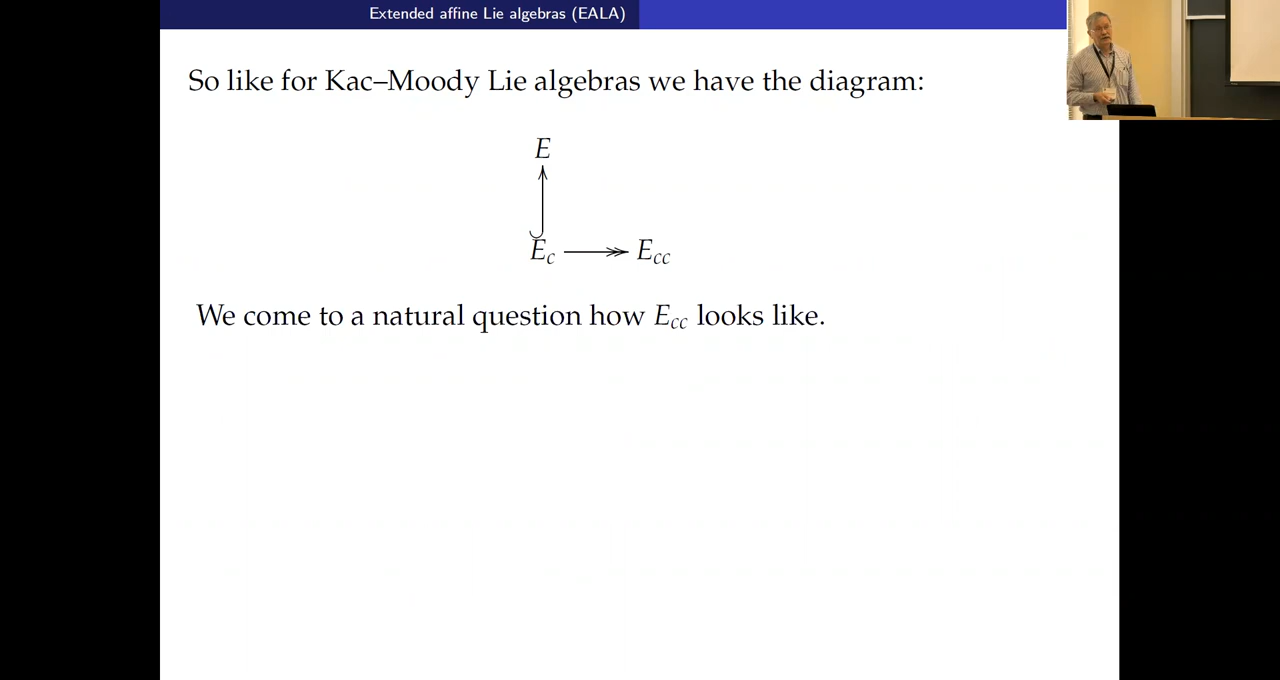 Extended affine Lie algebras (EALA)
So like for Kac–Moody Lie algebras we have the diagram:
E
E_c E_cc
We come to a natural question how E_cc looks like.